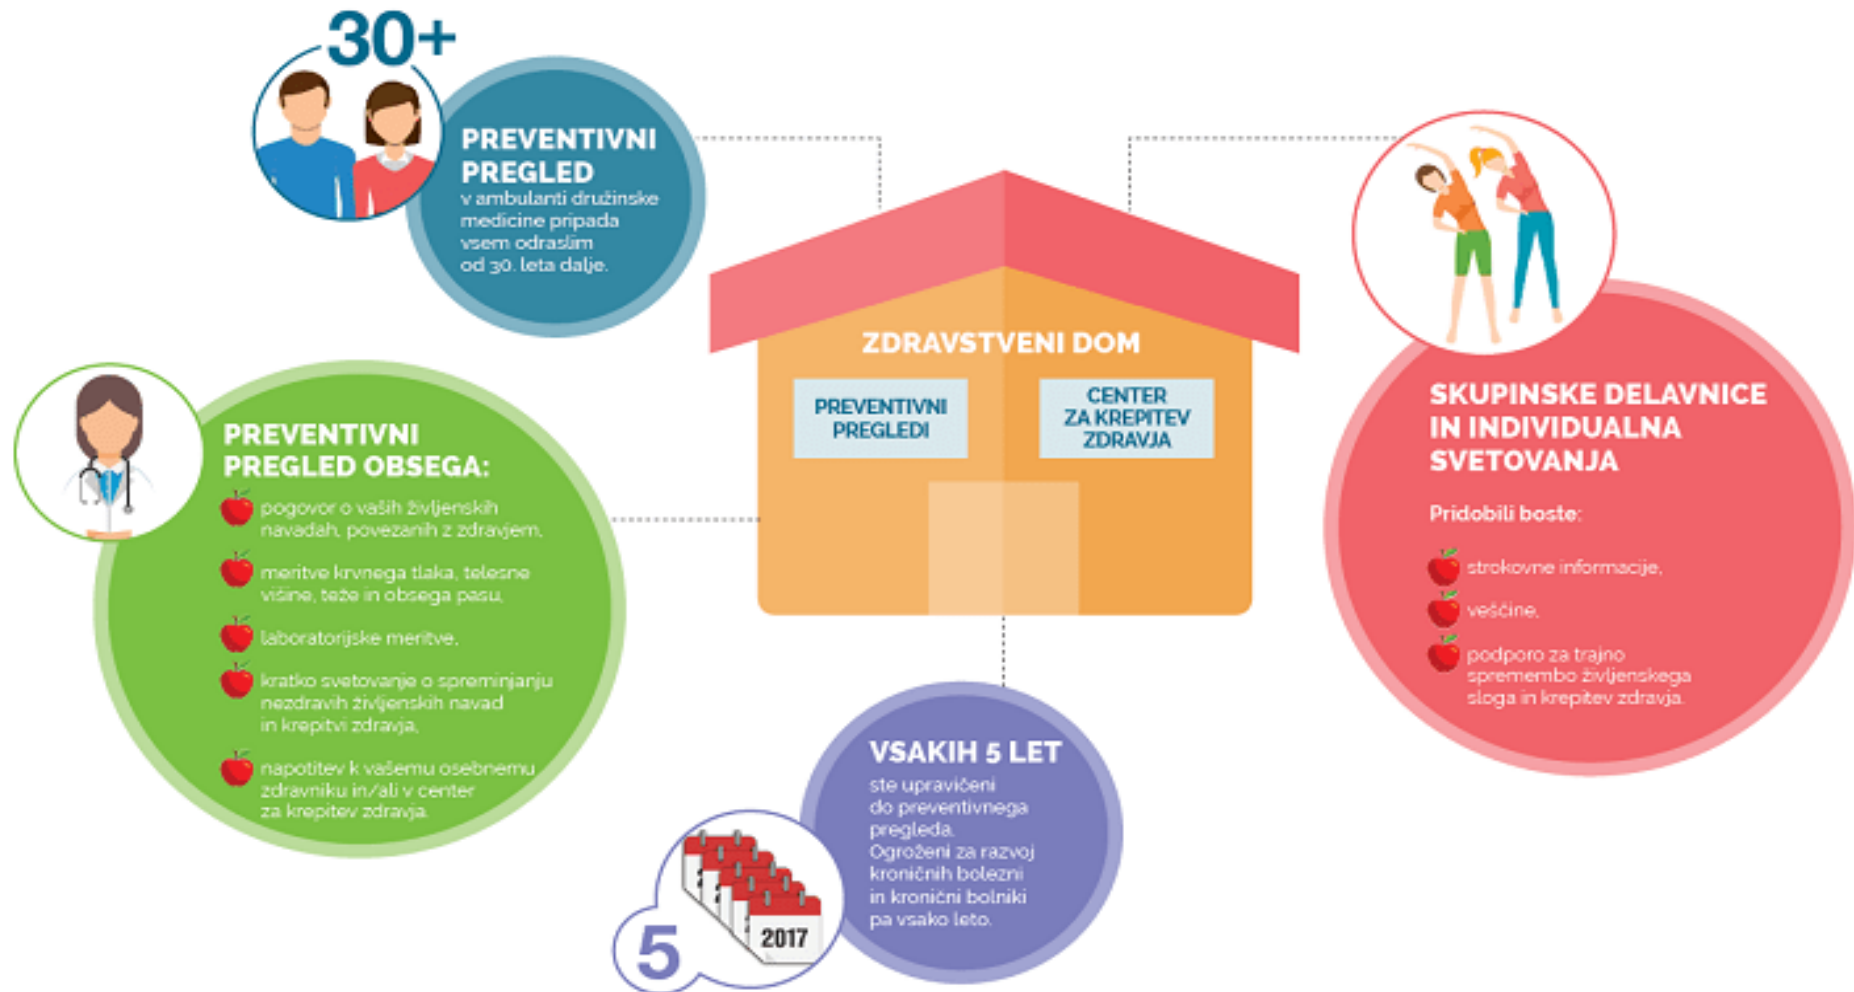 30+
PREVENTIVNI
PREGLED
v ambulanti družinske
medicine pripada
vsem odraslim
od 30. leta dalje.
ZDRAVSTVENI DOM
PREVENTIVNI
PREGLEDI
CENTER
ZA KREPITEV
ZDRAVJA
PREVENTIVNI
PREGLED OBSEGA:
pogovor o vaših življenskih
navadah, povezanih z zdravjem,
meritve krvnega tlaka, telesne
višine, teže in obsega pasu,
laboratorijske meritve,
kratko svetovanje o spreminjanju
nezdravih življenskih navad
in krepitvi zdravja,
napotitev k vašemu osebnemu
zdravniku in/ali v center
za krepitev zdravja.
SKUPINSKE DELAVNICE
IN INDIVIDUALNA
SVETOVANJA
Pridobili boste:
strokovne informacije,
veščine,
podporo za trajno
spremembo življenskega
sloga in krepitev zdravja.
VSAKIH 5 LET
ste upravičeni
do preventivnega
pregleda.
Ogroženi za razvoj
kroničnih bolezni
in kronični bolniki
pa vsako leto.
5
2017